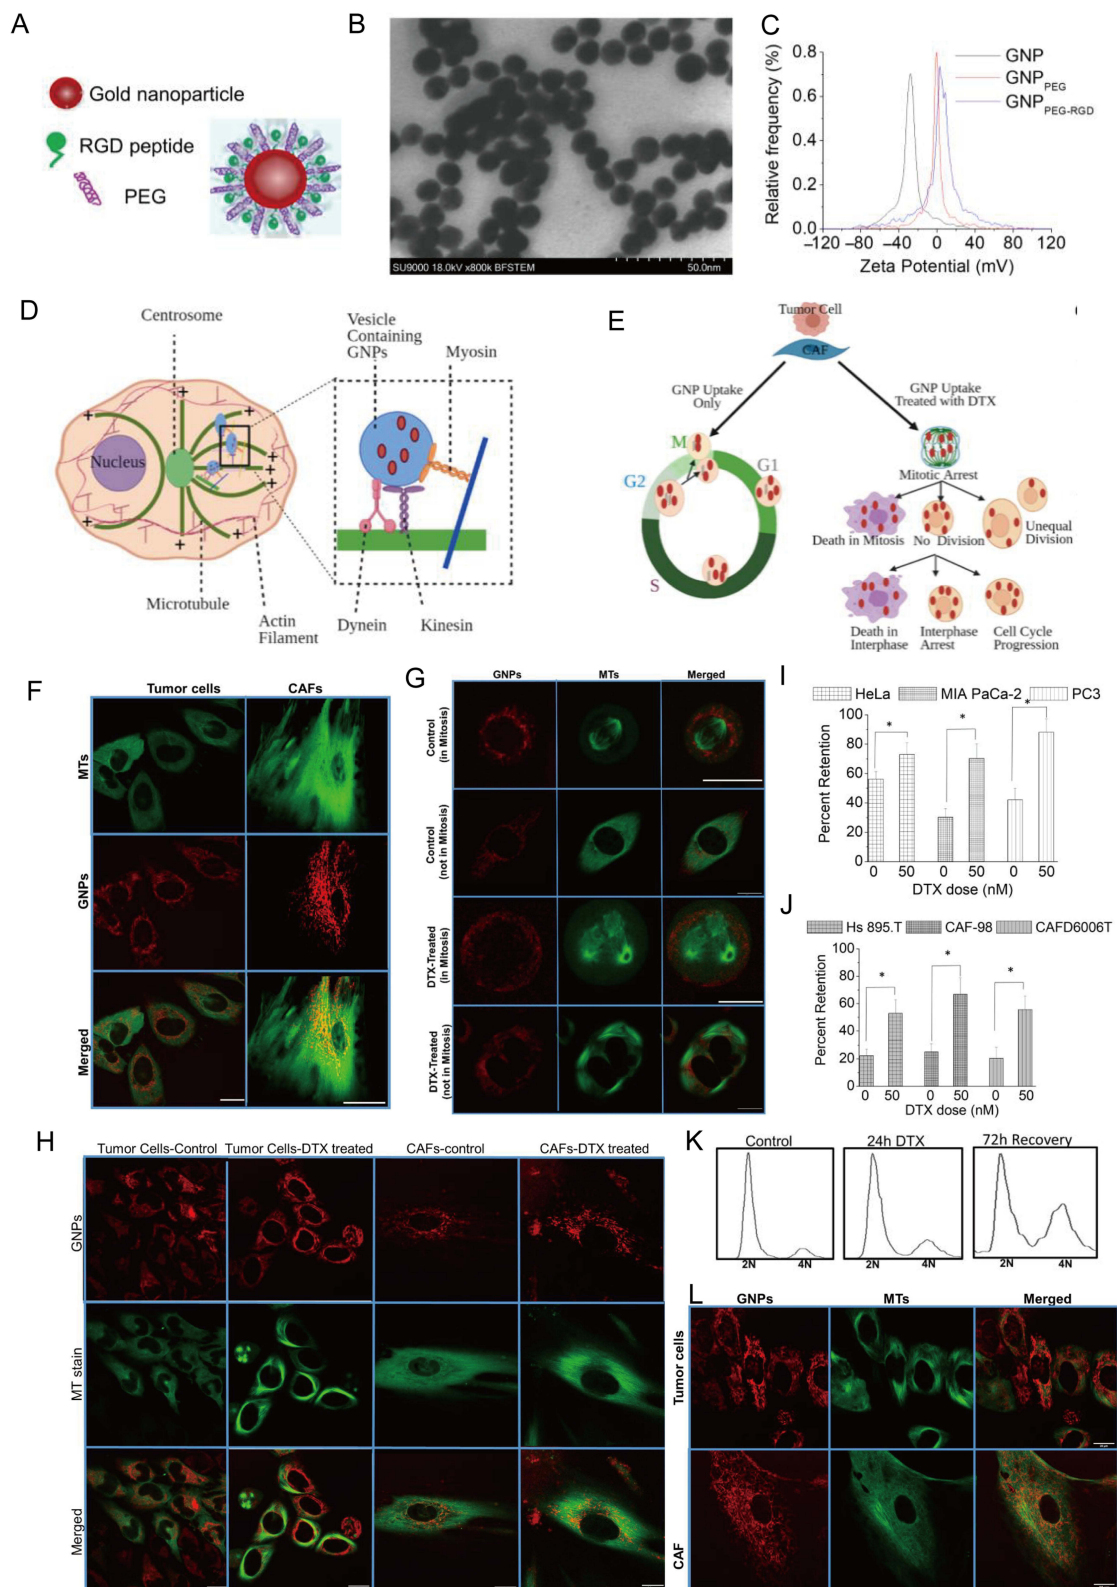 A
Gold nanoparticle
RGD peptide
PEG
B
SU9000 18.0kV x800k BFSTEM
50.0nm
C
Relative frequency (%)
0.8
0.6
0.4
0.2
0.0
GNP
GNP PEG
GNP PEG-RGD
–120 –80 –40 0 40 80 120
Zeta Potential (mV)
D
Centrosome
Nucleus
Microtubule
Actin
Filament
Vesicle
Containing
GNPs
Myosin
Dynein
Kinesin
E
Tumor Cell
CAF
GNP Uptake
Only
GNP Uptake
Treated with DTX
M
G2
G1
S
Mitotic Arrest
Death in Mitosis
No Division
Unequal
Division
Death in
Interphase
Interphase
Arrest
Cell Cycle
Progression
F
Tumor cells
CAFs
MTs
GNPs
Merged
G
GNPs
MTs
Merged
Control
(in Mitosis)
Control
(not in Mitosis)
DTX-Treated
(in Mitosis)
DTX-Treated
(not in Mitosis)
H
Tumor Cells-Control
Tumor Cells-DTX treated
CAFs-control
CAFs-DTX treated
GNPs
MT stain
Merged
I
HeLa
MIA PaCa-2
PC3
Percent Retention
100
80
60
40
20
0
* * *
0 50 0 50 0 50
DTX dose (nM)
J
Hs 895.T
CAF-98
CAFD6006T
Percent Retention
100
80
60
40
20
0
* * *
0 50 0 50 0 50
DTX dose (nM)
K
Control
24h DTX
72h Recovery
2N 4N
2N 4N
2N 4N
L
GNPs
MTs
Merged
Tumor cells
CAF